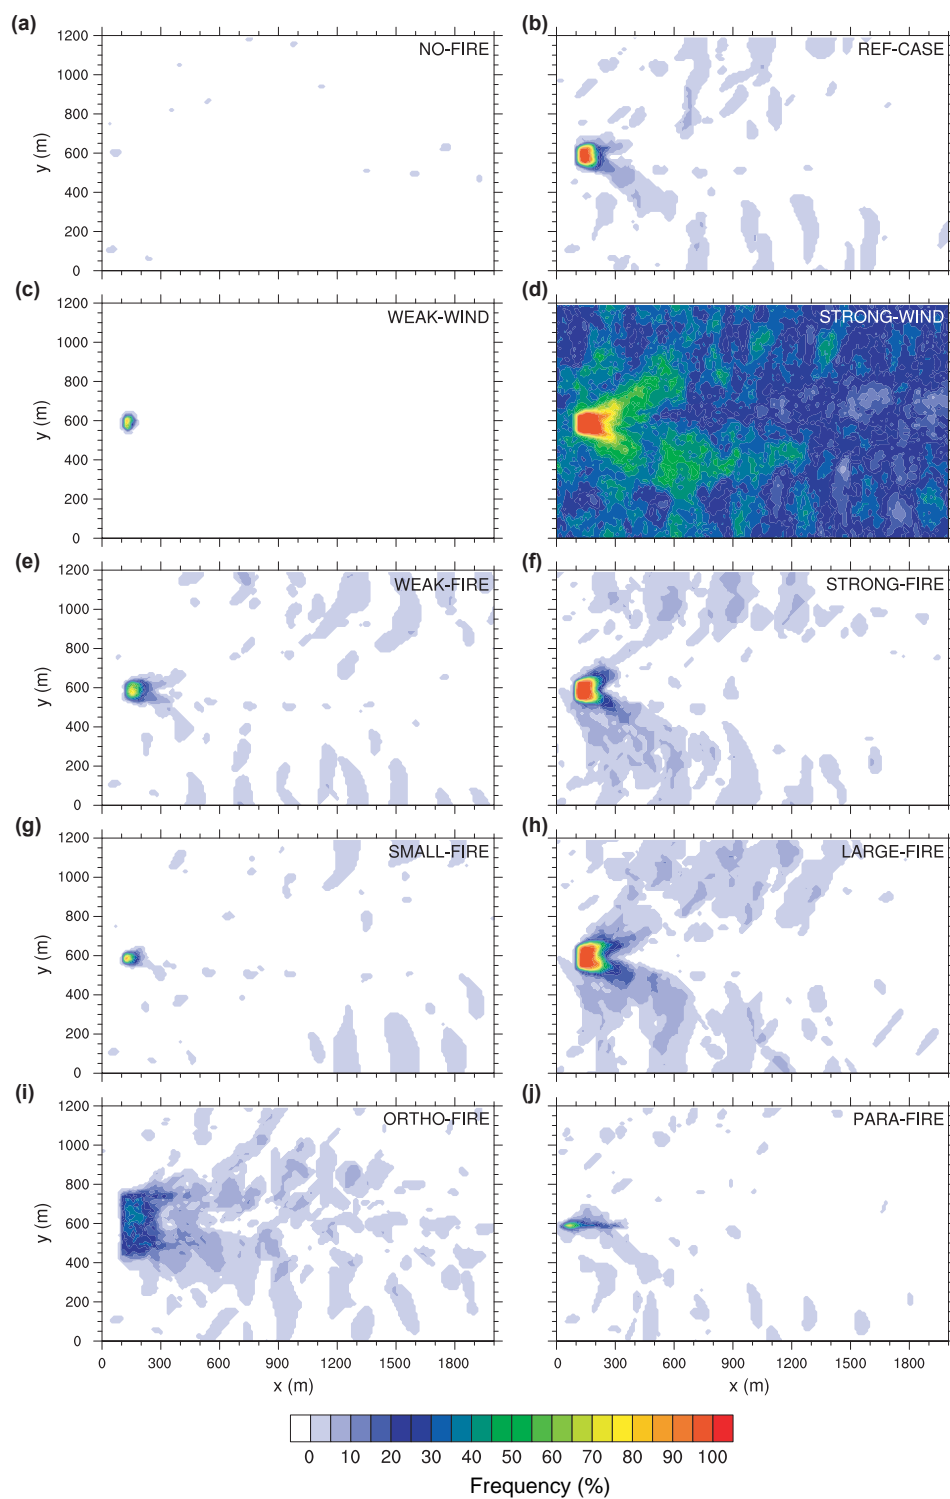 (a) (b)
1200 NO-FIRE REF-CASE
1000
800
y (m) 600
400
200
0
(c) (d)
1200 WEAK-WIND STRONG-WIND
1000
800
y (m) 600
400
200
0
(e) (f)
1200 WEAK-FIRE STRONG-FIRE
1000
800
y (m) 600
400
200
0
(g) (h)
1200 SMALL-FIRE LARGE-FIRE
1000
800
y (m) 600
400
200
0
(i) (j)
1200 ORTHO-FIRE PARA-FIRE
1000
800
y (m) 600
400
200
0
0 300 600 900 1200 1500 1800 0 300 600 900 1200 1500 1800
x (m) x (m)
0 10 20 30 40 50 60 70 80 90 100
Frequency (%)